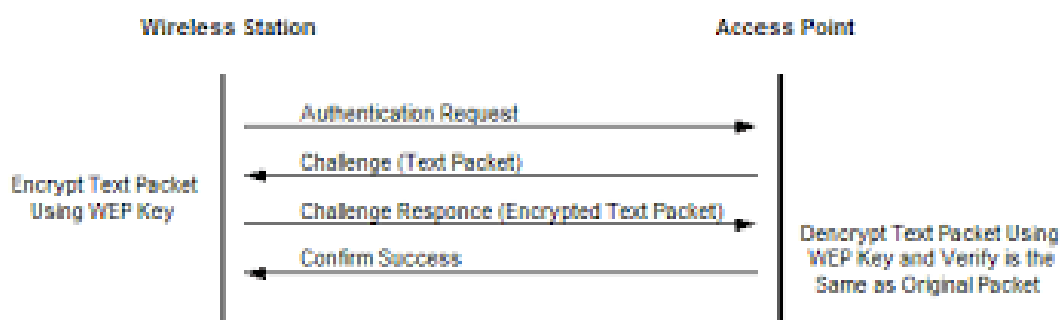 Wireless Station
Access Point
Authentication Request
Challenge (Text Packet)
Encrypt Text Packet
Using WEP Key
Challenge Responce (Encrypted Text Packet)
Confirm Success
Dencrypt Text Packet Using
WEP Key and Verify is the
Same as Original Packet